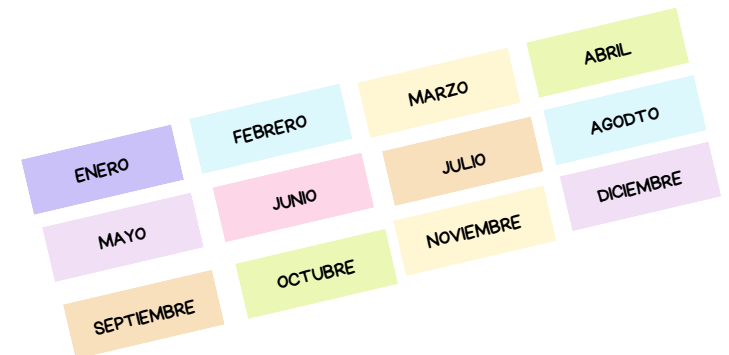 ENERO
FEBRERO
MARZO
ABRIL
MAYO
JUNIO
JULIO
AGODTO
SEPTIEMBRE
OCTUBRE
NOVIEMBRE
DICIEMBRE